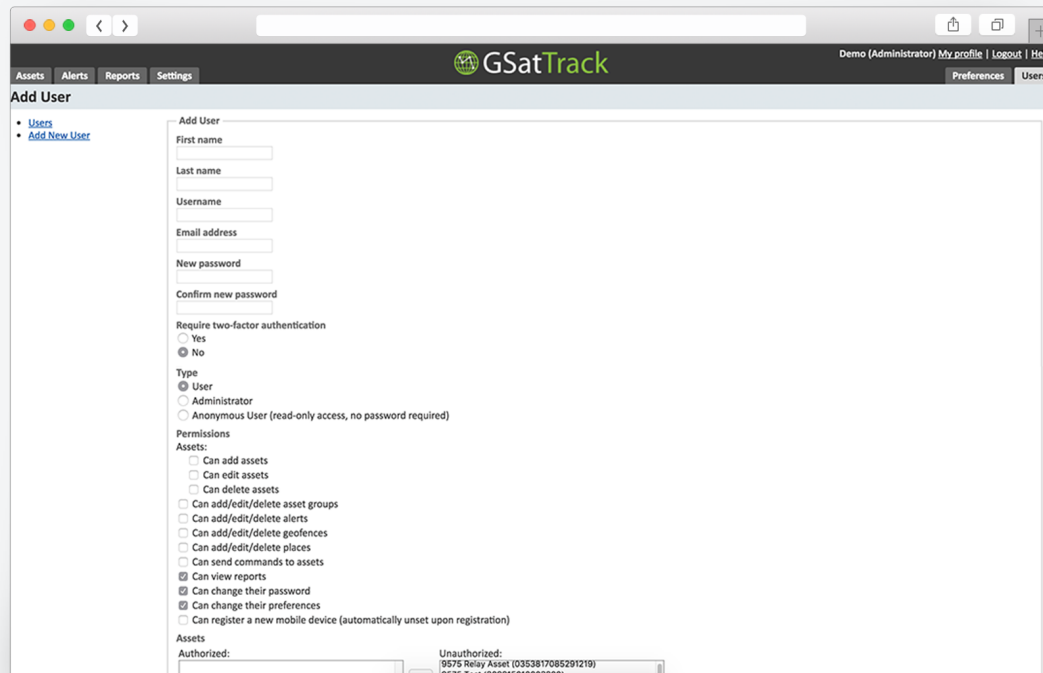 GSatTrack
Demo (Administrator) My profile | Logout | He
Assets Alerts Reports Settings
Preferences Users
Add User
Users
Add New User
Add User
First name
Last name
Username
Email address
New password
Confirm new password
Require two-factor authentication
Yes
No
Type
User
Administrator
Anonymous User (read-only access, no password required)
Permissions
Assets:
Can add assets
Can edit assets
Can delete assets
Can add/edit/delete asset groups
Can add/edit/delete alerts
Can add/edit/delete geofences
Can add/edit/delete places
Can send commands to assets
Can view reports
Can change their password
Can change their preferences
Can register a new mobile device (automatically unset upon registration)
Assets
Authorized: Unauthorized:
9575 Relay Asset (0353817085291219)